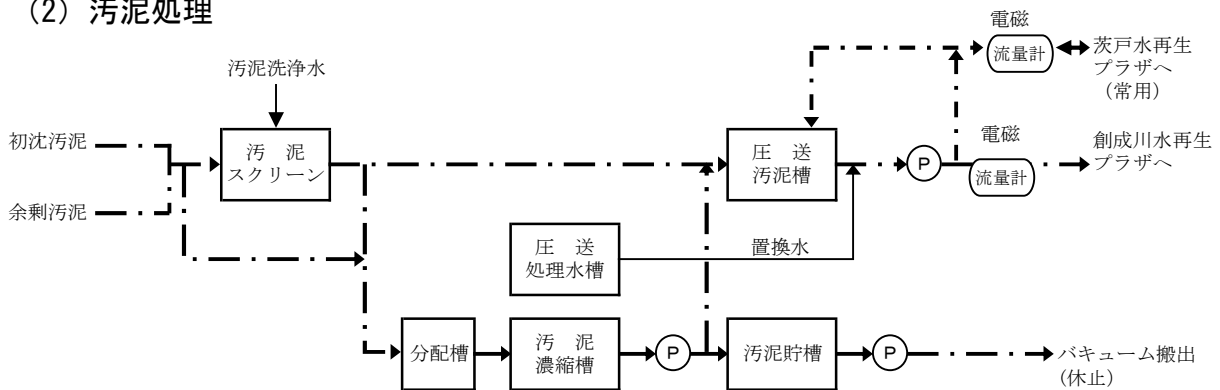 (2) 汚泥処理
電磁
流量計
茨戸水再生
プラザへ
(常用)
汚泥洗浄水
初沈汚泥
汚　泥
スクリーン
圧　送
汚泥槽
P
電磁
流量計
創成川水再生
プラザへ
余剰汚泥
圧　送
処理水槽
置換水
分配槽
汚　泥
濃縮槽
P
汚泥貯槽
P
バキューム搬出
(休止)